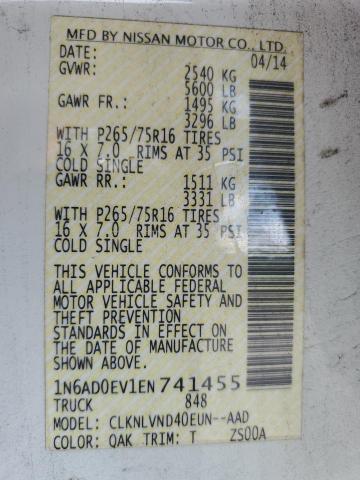 MFD BY NISSAN MOTOR CO., LTD.
DATE: 04/14
GVWR: 2540 KG
5600 LB
GAWR FR.: 1495 KG
3296 LB
WITH P265/75R16 TIRES
16 X 7.0 RIMS AT 35 PSI
COLD SINGLE
GAWR RR.: 1511 KG
3331 LB
WITH P265/75R16 TIRES
16 X 7.0 RIMS AT 35 PSI
COLD SINGLE
THIS VEHICLE CONFORMS TO
ALL APPLICABLE FEDERAL
MOTOR VEHICLE SAFETY AND
THEFT PREVENTION
STANDARDS IN EFFECT ON
THE DATE OF MANUFACTURE
SHOWN ABOVE.
1N6AD0EV1EN741455
TRUCK 848
MODEL: CLKNLVND40EUN--AAD
COLOR: QAK TRIM: T ZS00A